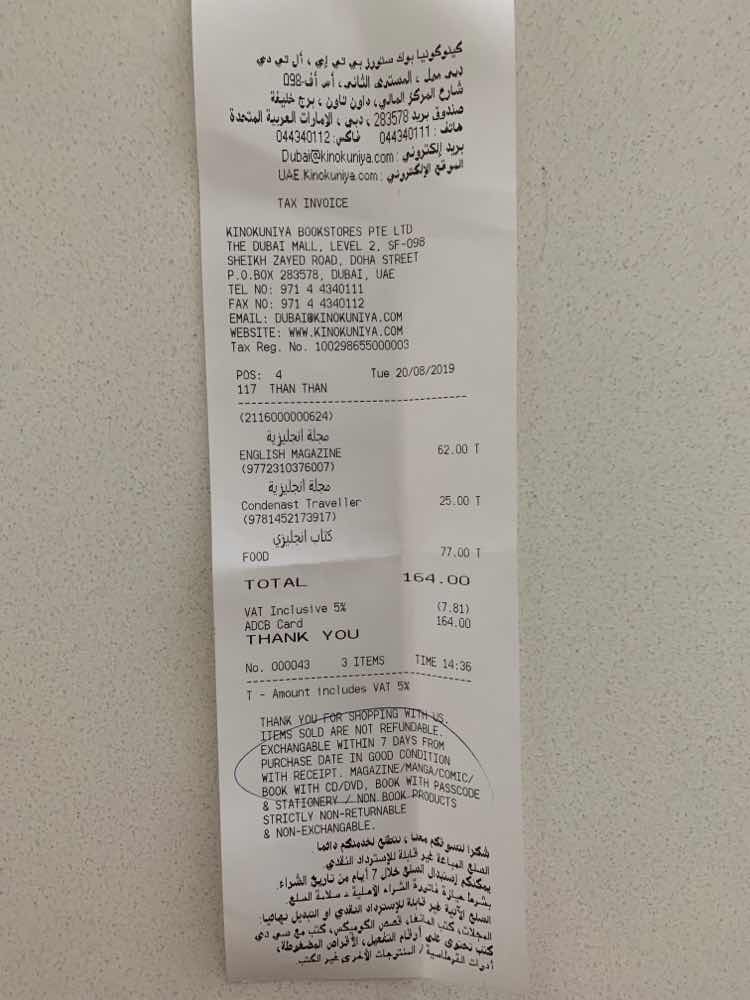 كينوكونيا بوك ستورز بي تي إي ، أل تي دي
دبي مول ، المستوى الثاني، أس أف-098
شارع المركز المالي، داون تاون ، برج خليفة
صندوق بريد 283578 ، دبي ، الإمارات العربية المتحدة
هاتف : 044340111 فاكس: 044340112
بريد إلكتروني : Dubai@kinokuniya.com
الموقع الإلكتروني : UAE.Kinokuniya.com
TAX INVOICE
KINOKUNIYA BOOKSTORES PTE LTD
THE DUBAI MALL, LEVEL 2, SF-098
SHEIKH ZAYED ROAD, DOHA STREET
P.O.BOX 283578, DUBAI, UAE
TEL NO: 971 4 4340111
FAX NO: 971 4 4340112
EMAIL: DUBAI@KINOKUNIYA.COM
WEBSITE: WWW.KINOKUNIYA.COM
Tax Reg. No. 100298655000003
POS: 4 Tue 20/08/2019
117 THAN THAN
(2116000000624)
مجلة انجليزية
ENGLISH MAGAZINE 62.00 T
(9772310376007)
مجلة انجليزية
Condenast Traveller 25.00 T
(9781452173917)
كتاب انجليزي
FOOD 77.00 T
TOTAL 164.00
VAT Inclusive 5% (7.81)
ADCB Card 164.00
THANK YOU
No. 000043 3 ITEMS TIME 14:36
T - Amount includes VAT 5%
THANK YOU FOR SHOPPING WITH US.
ITEMS SOLD ARE NOT REFUNDABLE.
EXCHANGABLE WITHIN 7 DAYS FROM
PURCHASE DATE IN GOOD CONDITION
WITH RECEIPT. MAGAZINE/MANGA/COMIC/
BOOK WITH CD/DVD, BOOK WITH PASSCODE
& STATIONERY / NON BOOK PRODUCTS
STRICTLY NON-RETURNABLE
& NON-EXCHANGABLE.
شكرا لتسوقكم معنا ، نتطلع لخدمتكم دائما
السلع المباعة غير قابلة للإسترداد النقدي.
يمكنكم إستبدال السلع خلال 7 أيام من تاريخ الشراء.
بشرط حيازة فاتورة الشراء الأصلية و سلامة السلع.
السلع الآتية غير قابلة للإسترداد النقدي او التبديل نهائيا:
المجلات، كتب المانغا، قصص الكوميكس، كتب مع سي دي
كتب تحتوي على أرقام التفعيل، الأقراص المضغوطة،
أدوات القرطاسية / المنتوجات الأخرى غير الكتب.